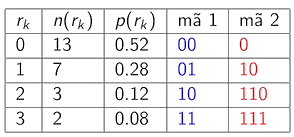 r_k n(r_k) p(r_k) mã 1 mã 2
0 13 0.52 00 0
1 7 0.28 01 10
2 3 0.12 10 110
3 2 0.08 11 111